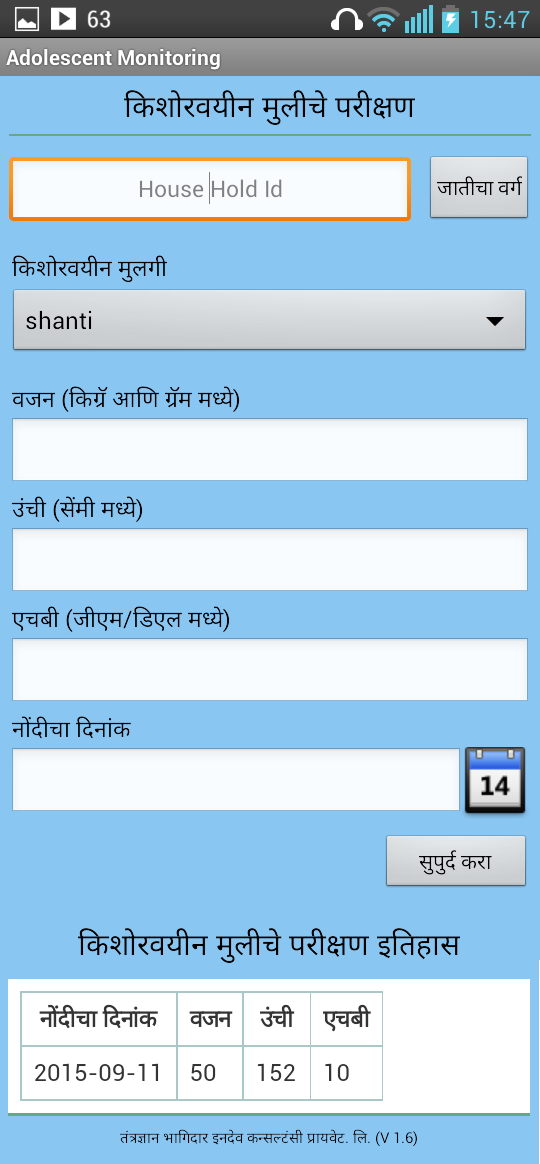 63 15:47
Adolescent Monitoring
किशोरवयीन मुलीचे परीक्षण
House Hold Id जातीचा वर्ग
किशोरवयीन मुलगी
shanti
वजन (किग्रॅ आणि ग्रॅम मध्ये)
उंची (सेंमी मध्ये)
एचबी (जीएम/डिएल मध्ये)
नोंदीचा दिनांक
14
सुपुर्द करा
किशोरवयीन मुलीचे परीक्षण इतिहास
नोंदीचा दिनांक वजन उंची एचबी
2015-09-11 50 152 10
तंत्रज्ञान भागिदार इनदेव कन्सल्टंसी प्रायवेट. लि. (V 1.6)